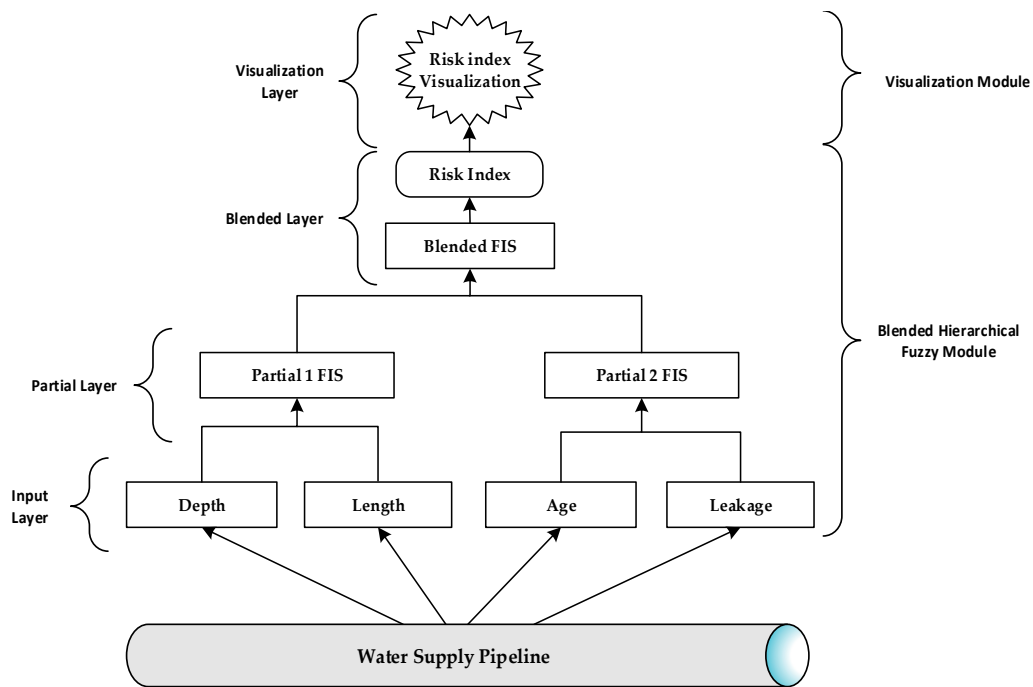 Risk index
Visualization
Visualization
Layer
Visualization Module
Risk Index
Blended Layer
Blended FIS
Blended Hierarchical
Fuzzy Module
Partial Layer
Partial 1 FIS
Partial 2 FIS
Input
Layer
Depth
Length
Age
Leakage
Water Supply Pipeline